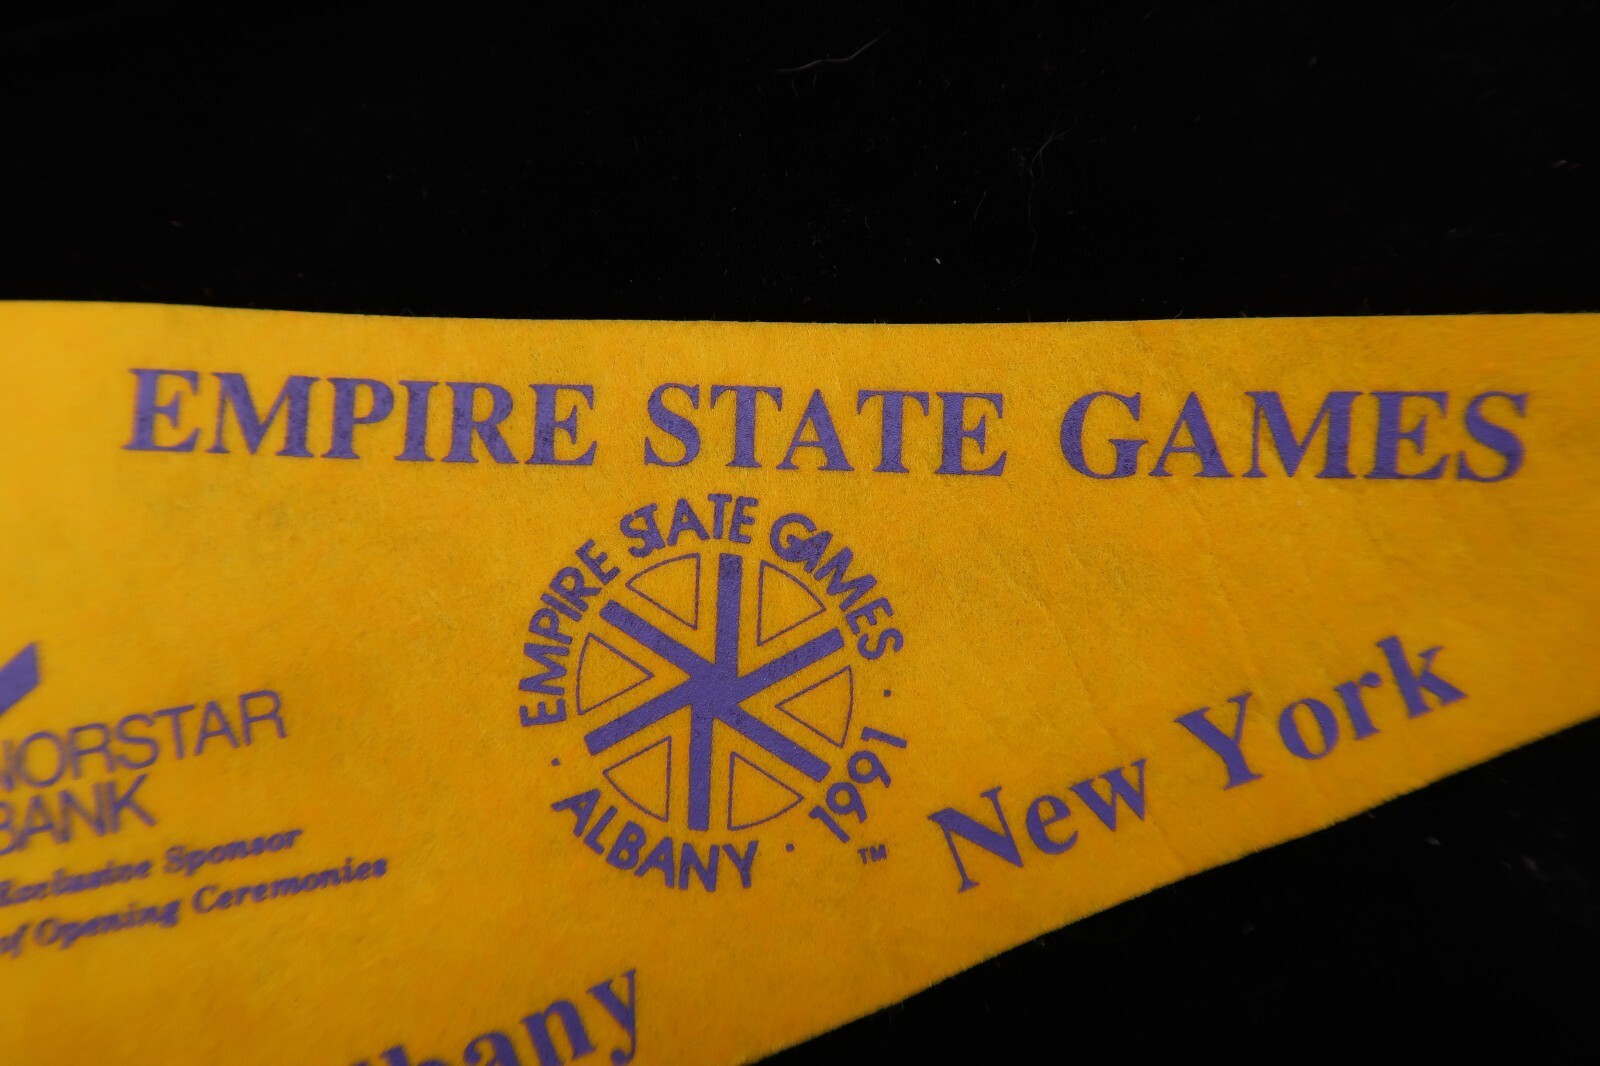 EMPIRE STATE GAMES
EMPIRE STATE GAMES · 1991 · ALBANY ·
TM
NORSTAR
BANK
Exclusive Sponsor
of Opening Ceremonies
New York